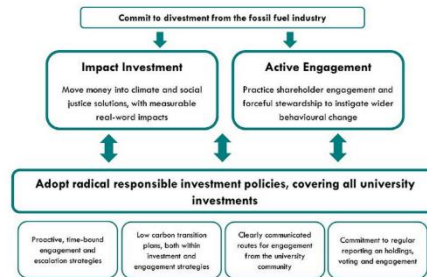 Commit to divestment from the fossil fuel industry
Impact Investment
Move money into climate and social
justice solutions, with measurable
real-word impacts
Active Engagement
Practice shareholder engagement and
forceful stewardship to instigate wider
behavioural change
Adopt radical responsible investment policies, covering all university
investments
Proactive, time-bound
engagement and
escalation strategies
Low carbon transition
plans, both within
investment and
engagement strategies
Clearly communicated
routes for engagement
from the university
community
Commitment to regular
reporting on holdings,
voting and engagement